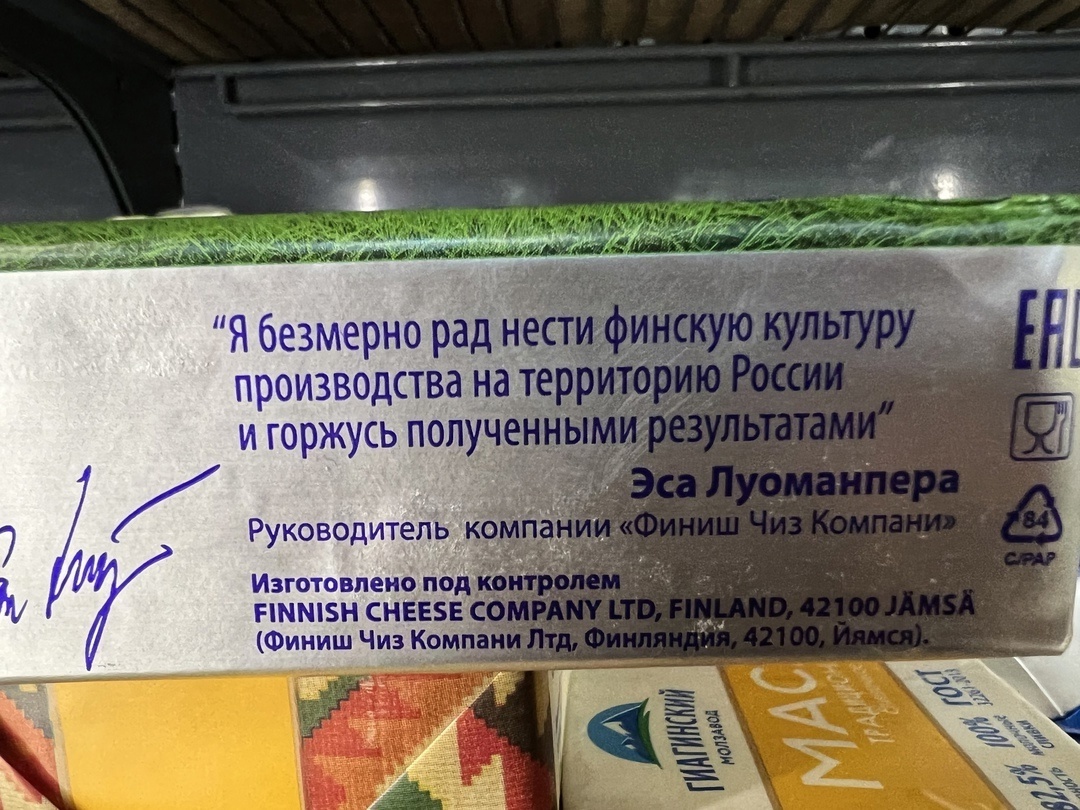 “Я безмерно рад нести финскую культуру
производства на территорию России
и горжусь полученными результатами”
Эса Луоманпера
Руководитель компании «Финиш Чиз Компани»
Изготовлено под контролем
FINNISH CHEESE COMPANY LTD, FINLAND, 42100 JÄMSÄ
(Финиш Чиз Компани Лтд, Финляндия, 42100, Йямся).
84
C/PAP
ГИАГИНСКИЙ
МОЛЗАВОД
100% ГОСТ
82,5%